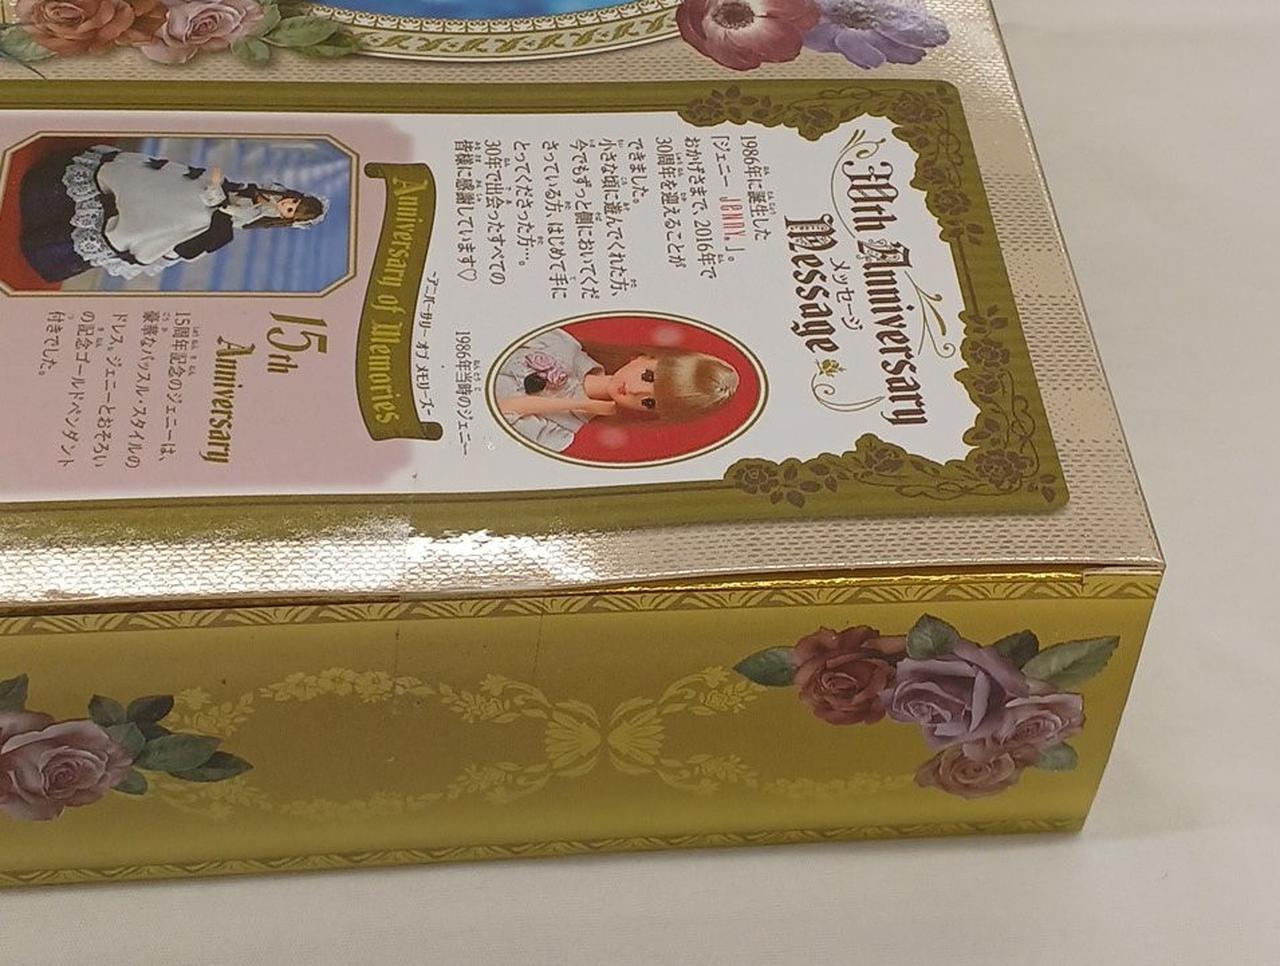 30th Anniversary
メッセージ
Message
1986年に誕生した
「ジェニー JeNNY。」。
おかげさまで、2016年で
30周年を迎えることが
できました。
小さな頃に遊んでくれた方、
今でもずっと側においてくだ
さっている方、はじめて手に
とってくださった方…。
30年で出会ったすべての
皆様に感謝しています♡
1986年当時のジェニー
-アニバーサリー オブ メモリーズ-
Anniversary of Memories
15th
Anniversary
15周年記念のジェニーは、
豪華なバッスル・スタイルの
ドレス。ジェニーとおそろい
の記念ゴールドペンダント
付きでした。